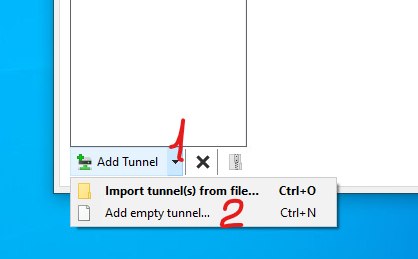 Add Tunnel
1
Import tunnel(s) from file... Ctrl+O
Add empty tunnel... Ctrl+N
2